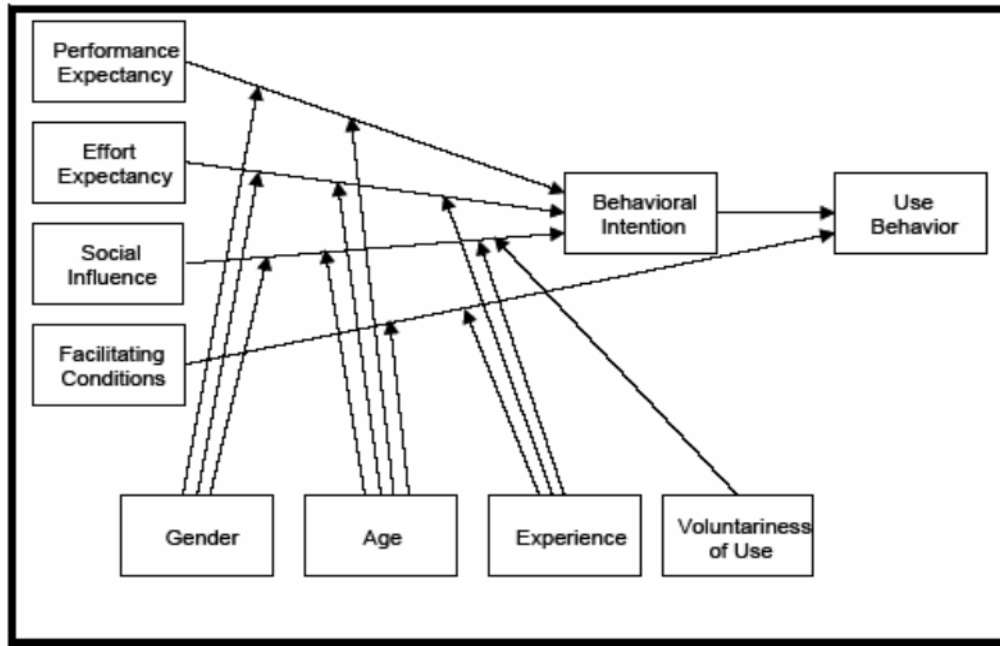 Performance
Expectancy
Effort
Expectancy
Social
Influence
Facilitating
Conditions
Behavioral
Intention
Use
Behavior
Gender
Age
Experience
Voluntariness
of Use